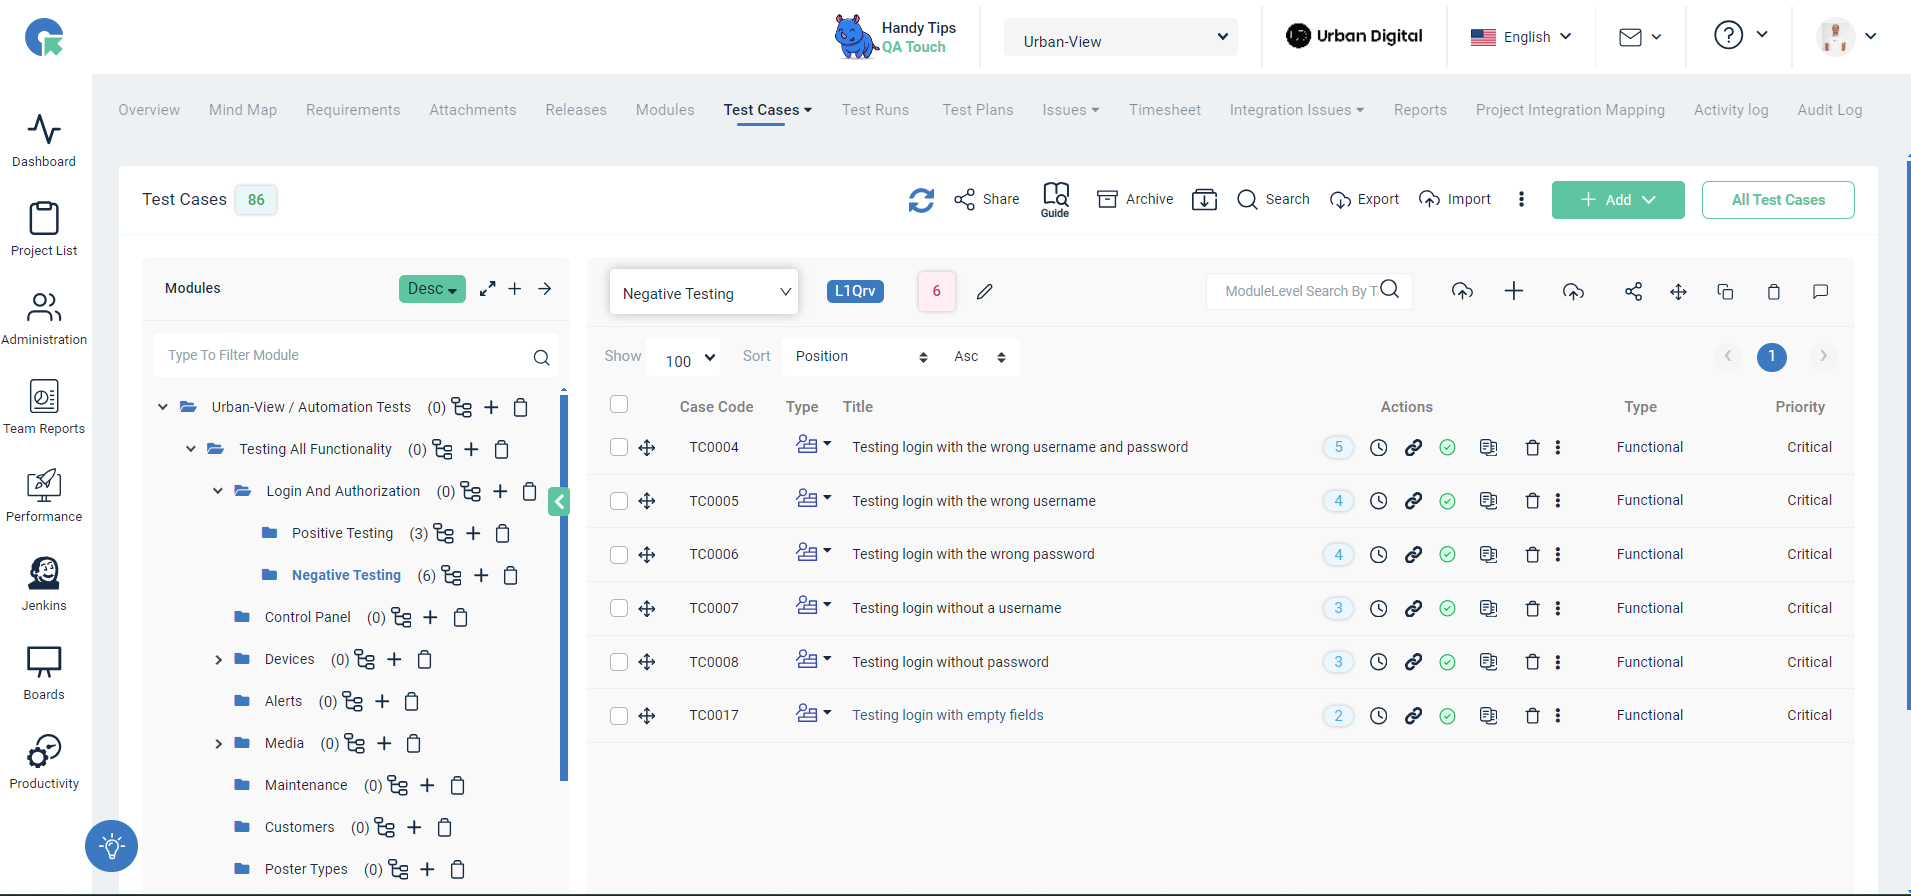 Handy Tips
QA Touch
Urban-View
Urban Digital
English
?
Overview Mind Map Requirements Attachments Releases Modules Test Cases Test Runs Test Plans Issues Timesheet Integration Issues Reports Project Integration Mapping Activity log Audit Log
Dashboard
Project List
Administration
Team Reports
Performance
Jenkins
Boards
Productivity
Test Cases 86
Share Guide Archive Search Export Import Add All Test Cases
Modules Desc
Type To Filter Module
Urban-View / Automation Tests (0)
Testing All Functionality (0)
Login And Authorization (0)
Positive Testing (3)
Negative Testing (6)
Control Panel (0)
Devices (0)
Alerts (0)
Media (0)
Maintenance (0)
Customers (0)
Poster Types (0)
Negative Testing L1Qrv 6 ModuleLevel Search By T
Show 100 Sort Position Asc 1
Case Code Type Title Actions Type Priority
TC0004 Testing login with the wrong username and password 5 Functional Critical
TC0005 Testing login with the wrong username 4 Functional Critical
TC0006 Testing login with the wrong password 4 Functional Critical
TC0007 Testing login without a username 3 Functional Critical
TC0008 Testing login without password 3 Functional Critical
TC0017 Testing login with empty fields 2 Functional Critical